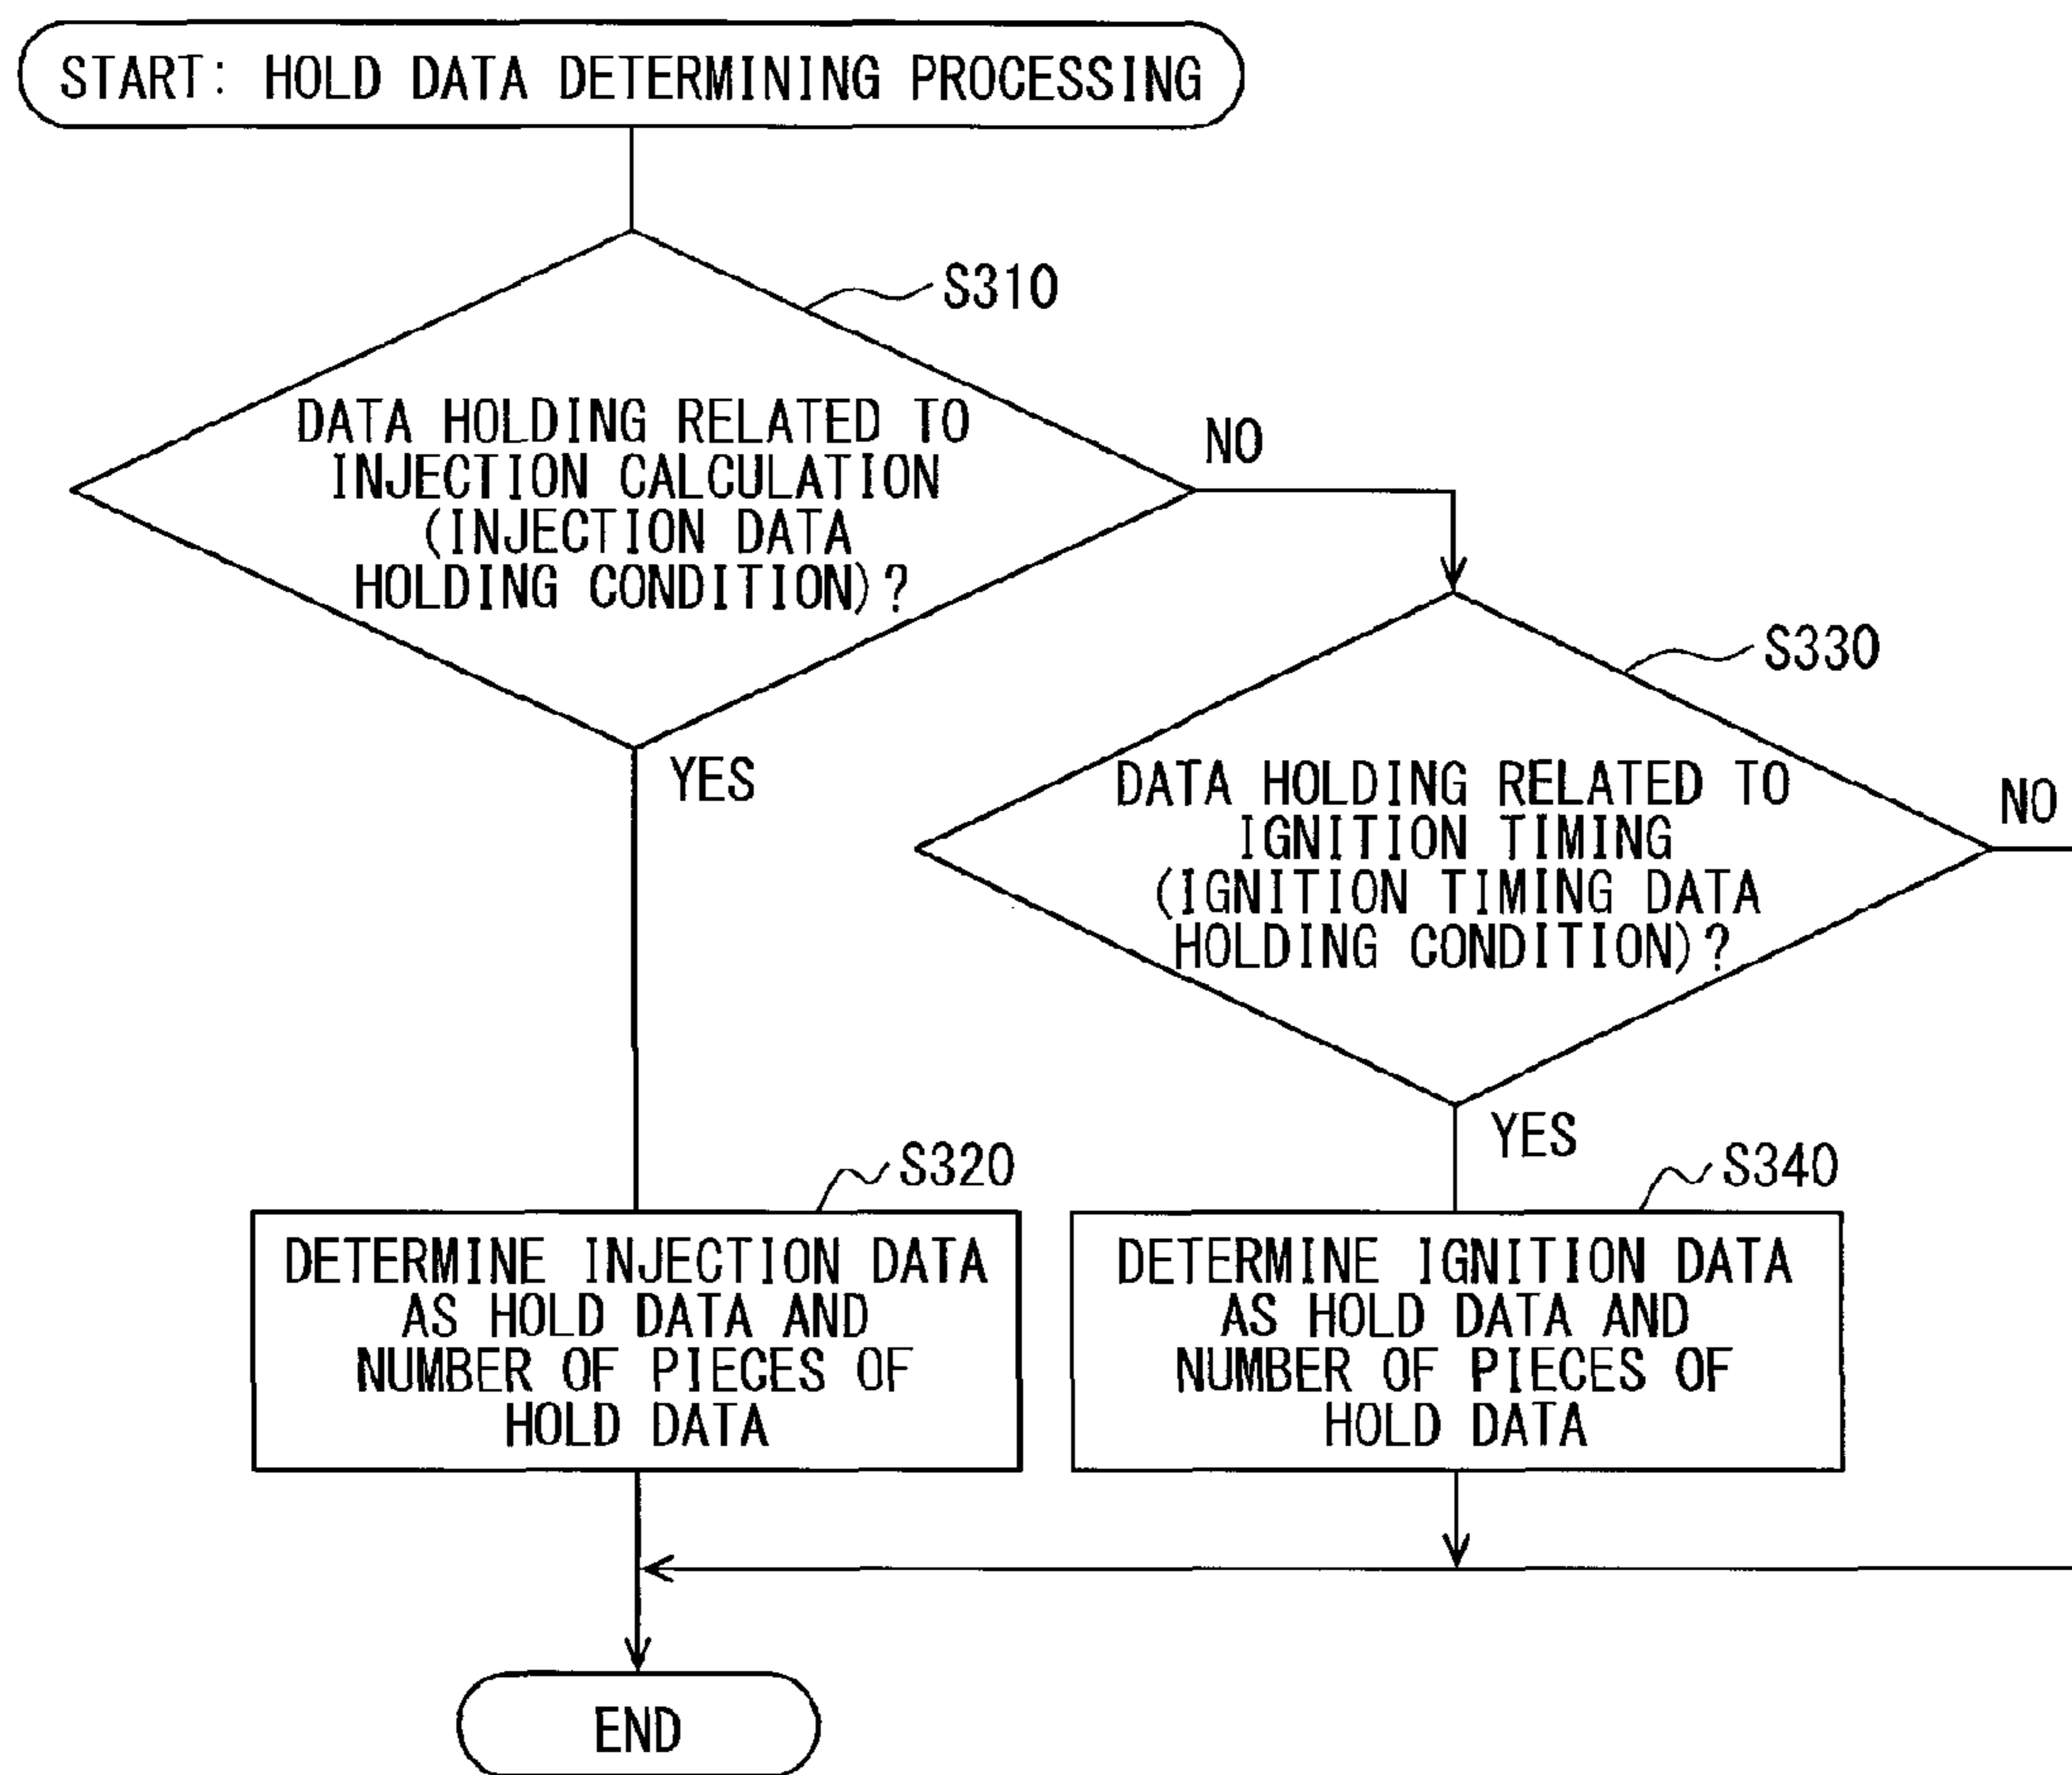 START: HOLD DATA DETERMINING PROCESSING
S310
DATA HOLDING RELATED TO
INJECTION CALCULATION
(INJECTION DATA
HOLDING CONDITION)?
NO
YES
S330
DATA HOLDING RELATED TO
IGNITION TIMING
(IGNITION TIMING DATA
HOLDING CONDITION)?
NO
YES
S320
DETERMINE INJECTION DATA
AS HOLD DATA AND
NUMBER OF PIECES OF
HOLD DATA
S340
DETERMINE IGNITION DATA
AS HOLD DATA AND
NUMBER OF PIECES OF
HOLD DATA
END